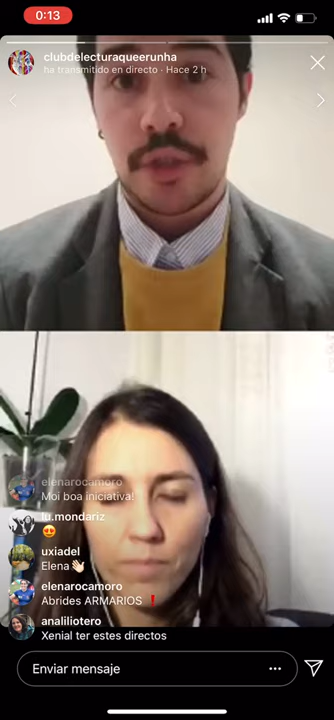 0:13
clubdelecturaqueerunha
ha transmitido en directo · Hace 2 h
elenarocamoro
Moi boa iniciativa!
lu.mondariz
😍
uxiadel
Elena👋🏻
elenarocamoro
Abrides ARMARIOS ❗
analiliotero
Xenial ter estes directos
Enviar mensaje